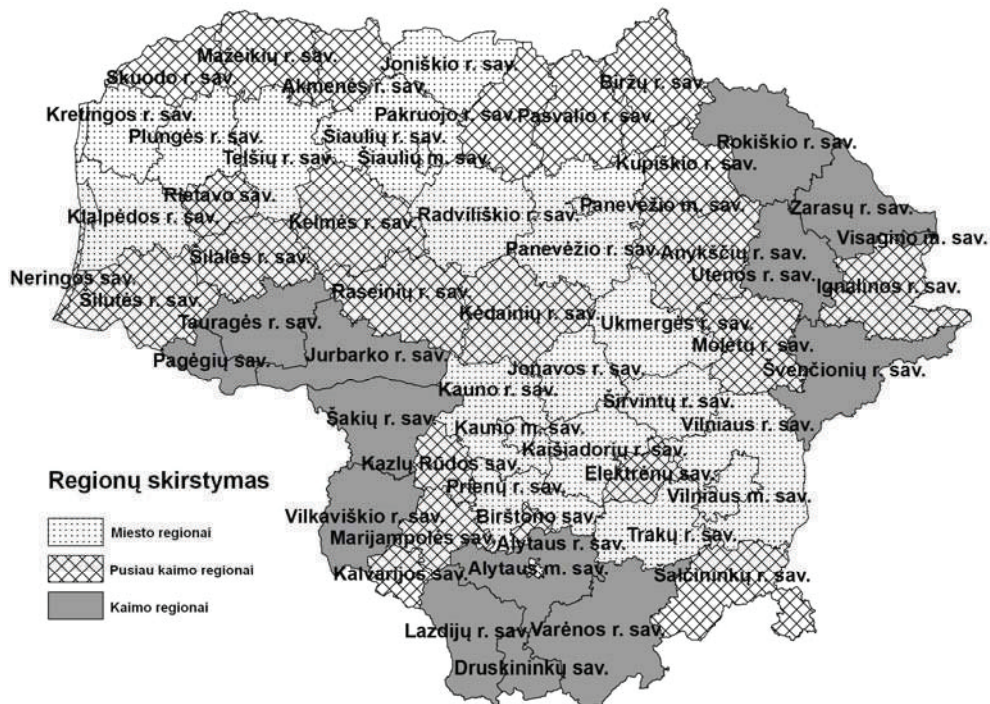 Mažeikių r. sav.
Skuodo r. sav.
Joniškio r. sav.
Akmenės r. sav.
Biržų r. sav.
Kretingos r. sav.
Pakruojo r. sav.
Pasvalio r. sav.
Plungės r. sav.
Šiaulių r. sav.
Rokiškio r. sav.
Telšių r. sav.
Šiaulių m. sav.
Kupiškio r. sav.
Rietavo sav.
Klaipėdos r. sav.
Kelmės r. sav.
Radviliškio r. sav.
Panevėžio m. sav.
Zarasų r. sav.
Visagino m. sav.
Panevėžio r. sav.
Anykščių r. sav.
Šilalės r. sav.
Neringos sav.
Utenos r. sav.
Ignalinos r. sav.
Šilutės r. sav.
Raseinių r. sav.
Kėdainių r. sav.
Tauragės r. sav.
Ukmergės r. sav.
Molėtų r. sav.
Pagėgių sav.
Jurbarko r. sav.
Jonavos r. sav.
Švenčionių r. sav.
Kauno r. sav.
Širvintų r. sav.
Šakių r. sav.
Kauno m. sav.
Vilniaus r. sav.
Kaišiadorių r. sav.
Kazlų Rūdos sav.
Elektrėnų sav.
Prienų r. sav.
Vilniaus m. sav.
Vilkaviškio r. sav.
Birštono sav.
Marijampolės sav.
Alytaus r. sav.
Trakų r. sav.
Alytaus m. sav.
Kalvarijos sav.
Šalčininkų r. sav.
Lazdijų r. sav.
Varėnos r. sav.
Druskininkų sav.
Regionų skirstymas
Miesto regionai
Pusiau kaimo regionai
Kaimo regionai